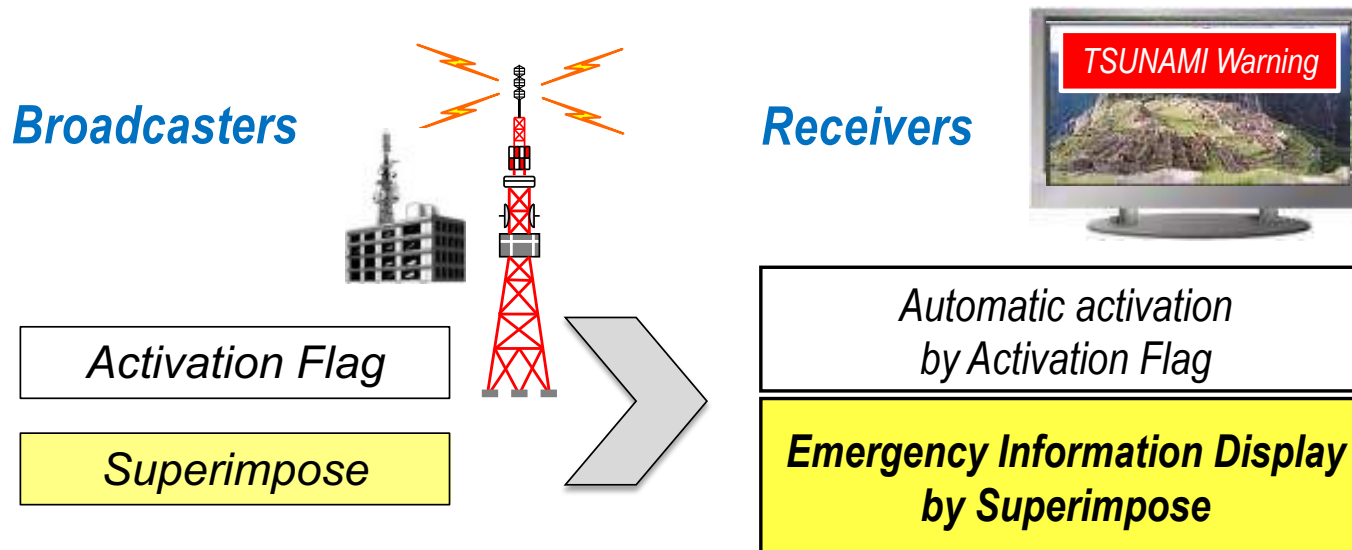 TSUNAMI Warning
Broadcasters
Receivers
Activation Flag
Superimpose
Automatic activation
by Activation Flag
Emergency Information Display
by Superimpose